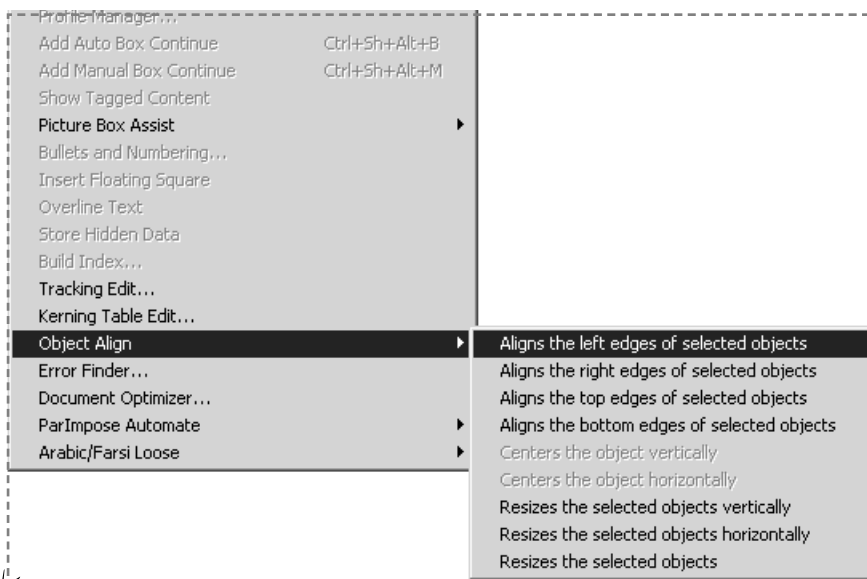 Profile Manager...
Add Auto Box Continue Ctrl+Sh+Alt+B
Add Manual Box Continue Ctrl+Sh+Alt+M
Show Tagged Content
Picture Box Assist
Bullets and Numbering...
Insert Floating Square
Overline Text
Store Hidden Data
Build Index...
Tracking Edit...
Kerning Table Edit...
Object Align
Error Finder...
Document Optimizer...
ParImpose Automate
Arabic/Farsi Loose
Aligns the left edges of selected objects
Aligns the right edges of selected objects
Aligns the top edges of selected objects
Aligns the bottom edges of selected objects
Centers the object vertically
Centers the object horizontally
Resizes the selected objects vertically
Resizes the selected objects horizontally
Resizes the selected objects